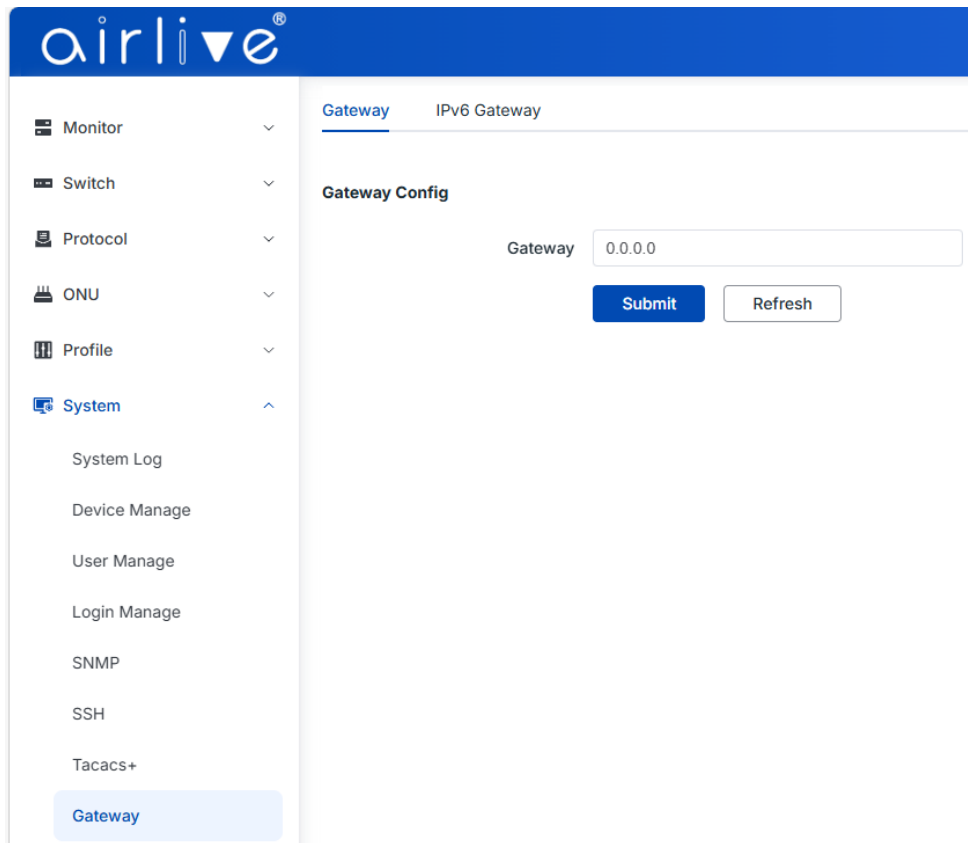 airlive®
Gateway IPv6 Gateway
Monitor
Switch
Gateway Config
Protocol
Gateway 0.0.0.0
ONU
Submit Refresh
Profile
System
System Log
Device Manage
User Manage
Login Manage
SNMP
SSH
Tacacs+
Gateway